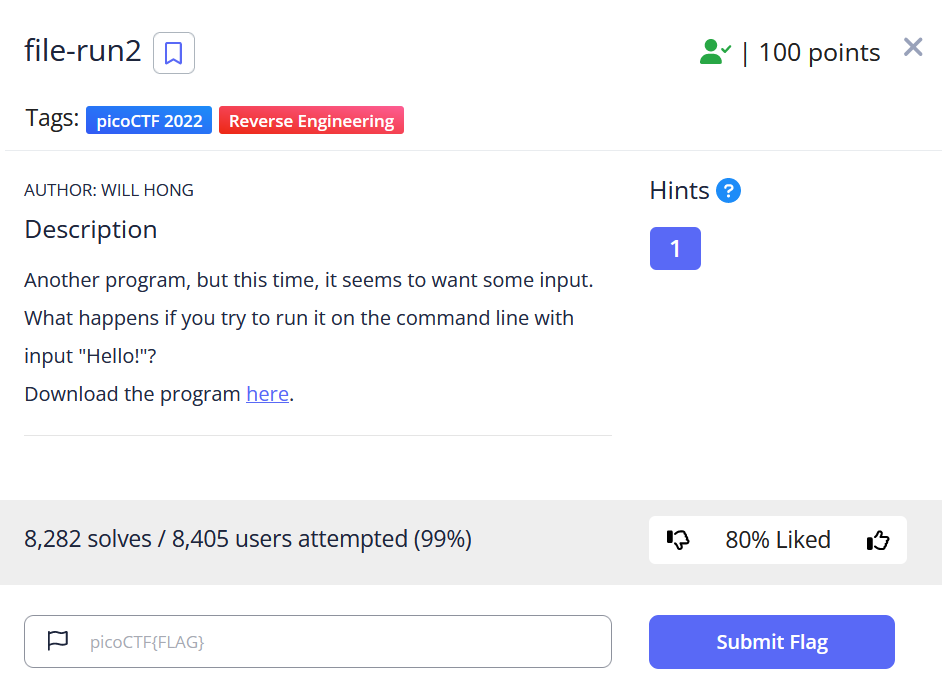 file-run2
| 100 points
Tags: picoCTF 2022 Reverse Engineering
AUTHOR: WILL HONG
Description
Another program, but this time, it seems to want some input.
What happens if you try to run it on the command line with
input "Hello!"?
Download the program here.
Hints ?
1
8,282 solves / 8,405 users attempted (99%)
80% Liked
picoCTF{FLAG}
Submit Flag